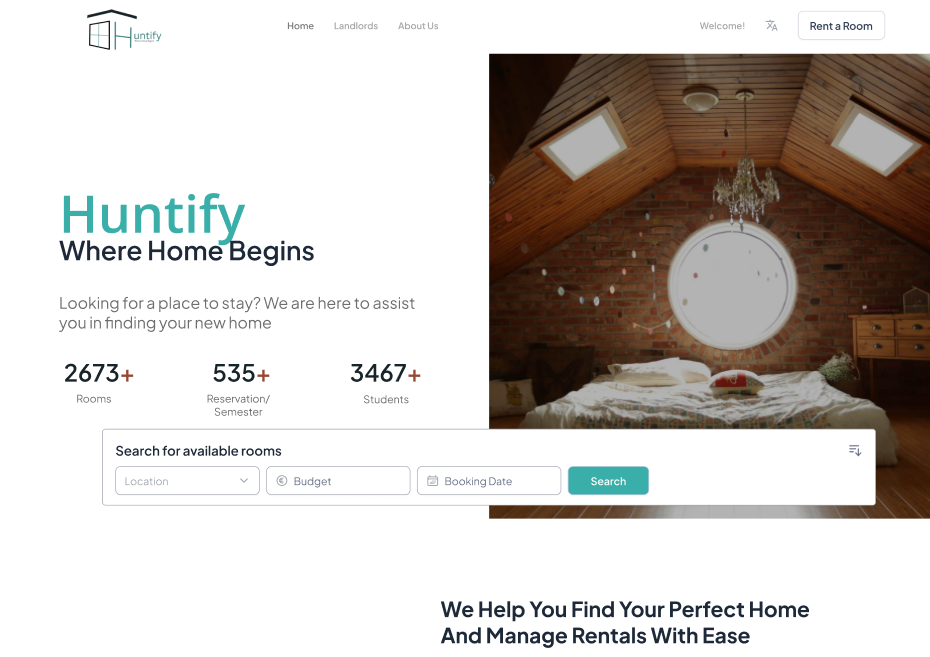 Huntify
Home
Landlords
About Us
Welcome!
Rent a Room
Huntify
Where Home Begins
Looking for a place to stay? We are here to assist
you in finding your new home
2673+
535+
3467+
Rooms
Reservation/
Semester
Students
Search for available rooms
Location
Budget
Booking Date
Search
We Help You Find Your Perfect Home
And Manage Rentals With Ease